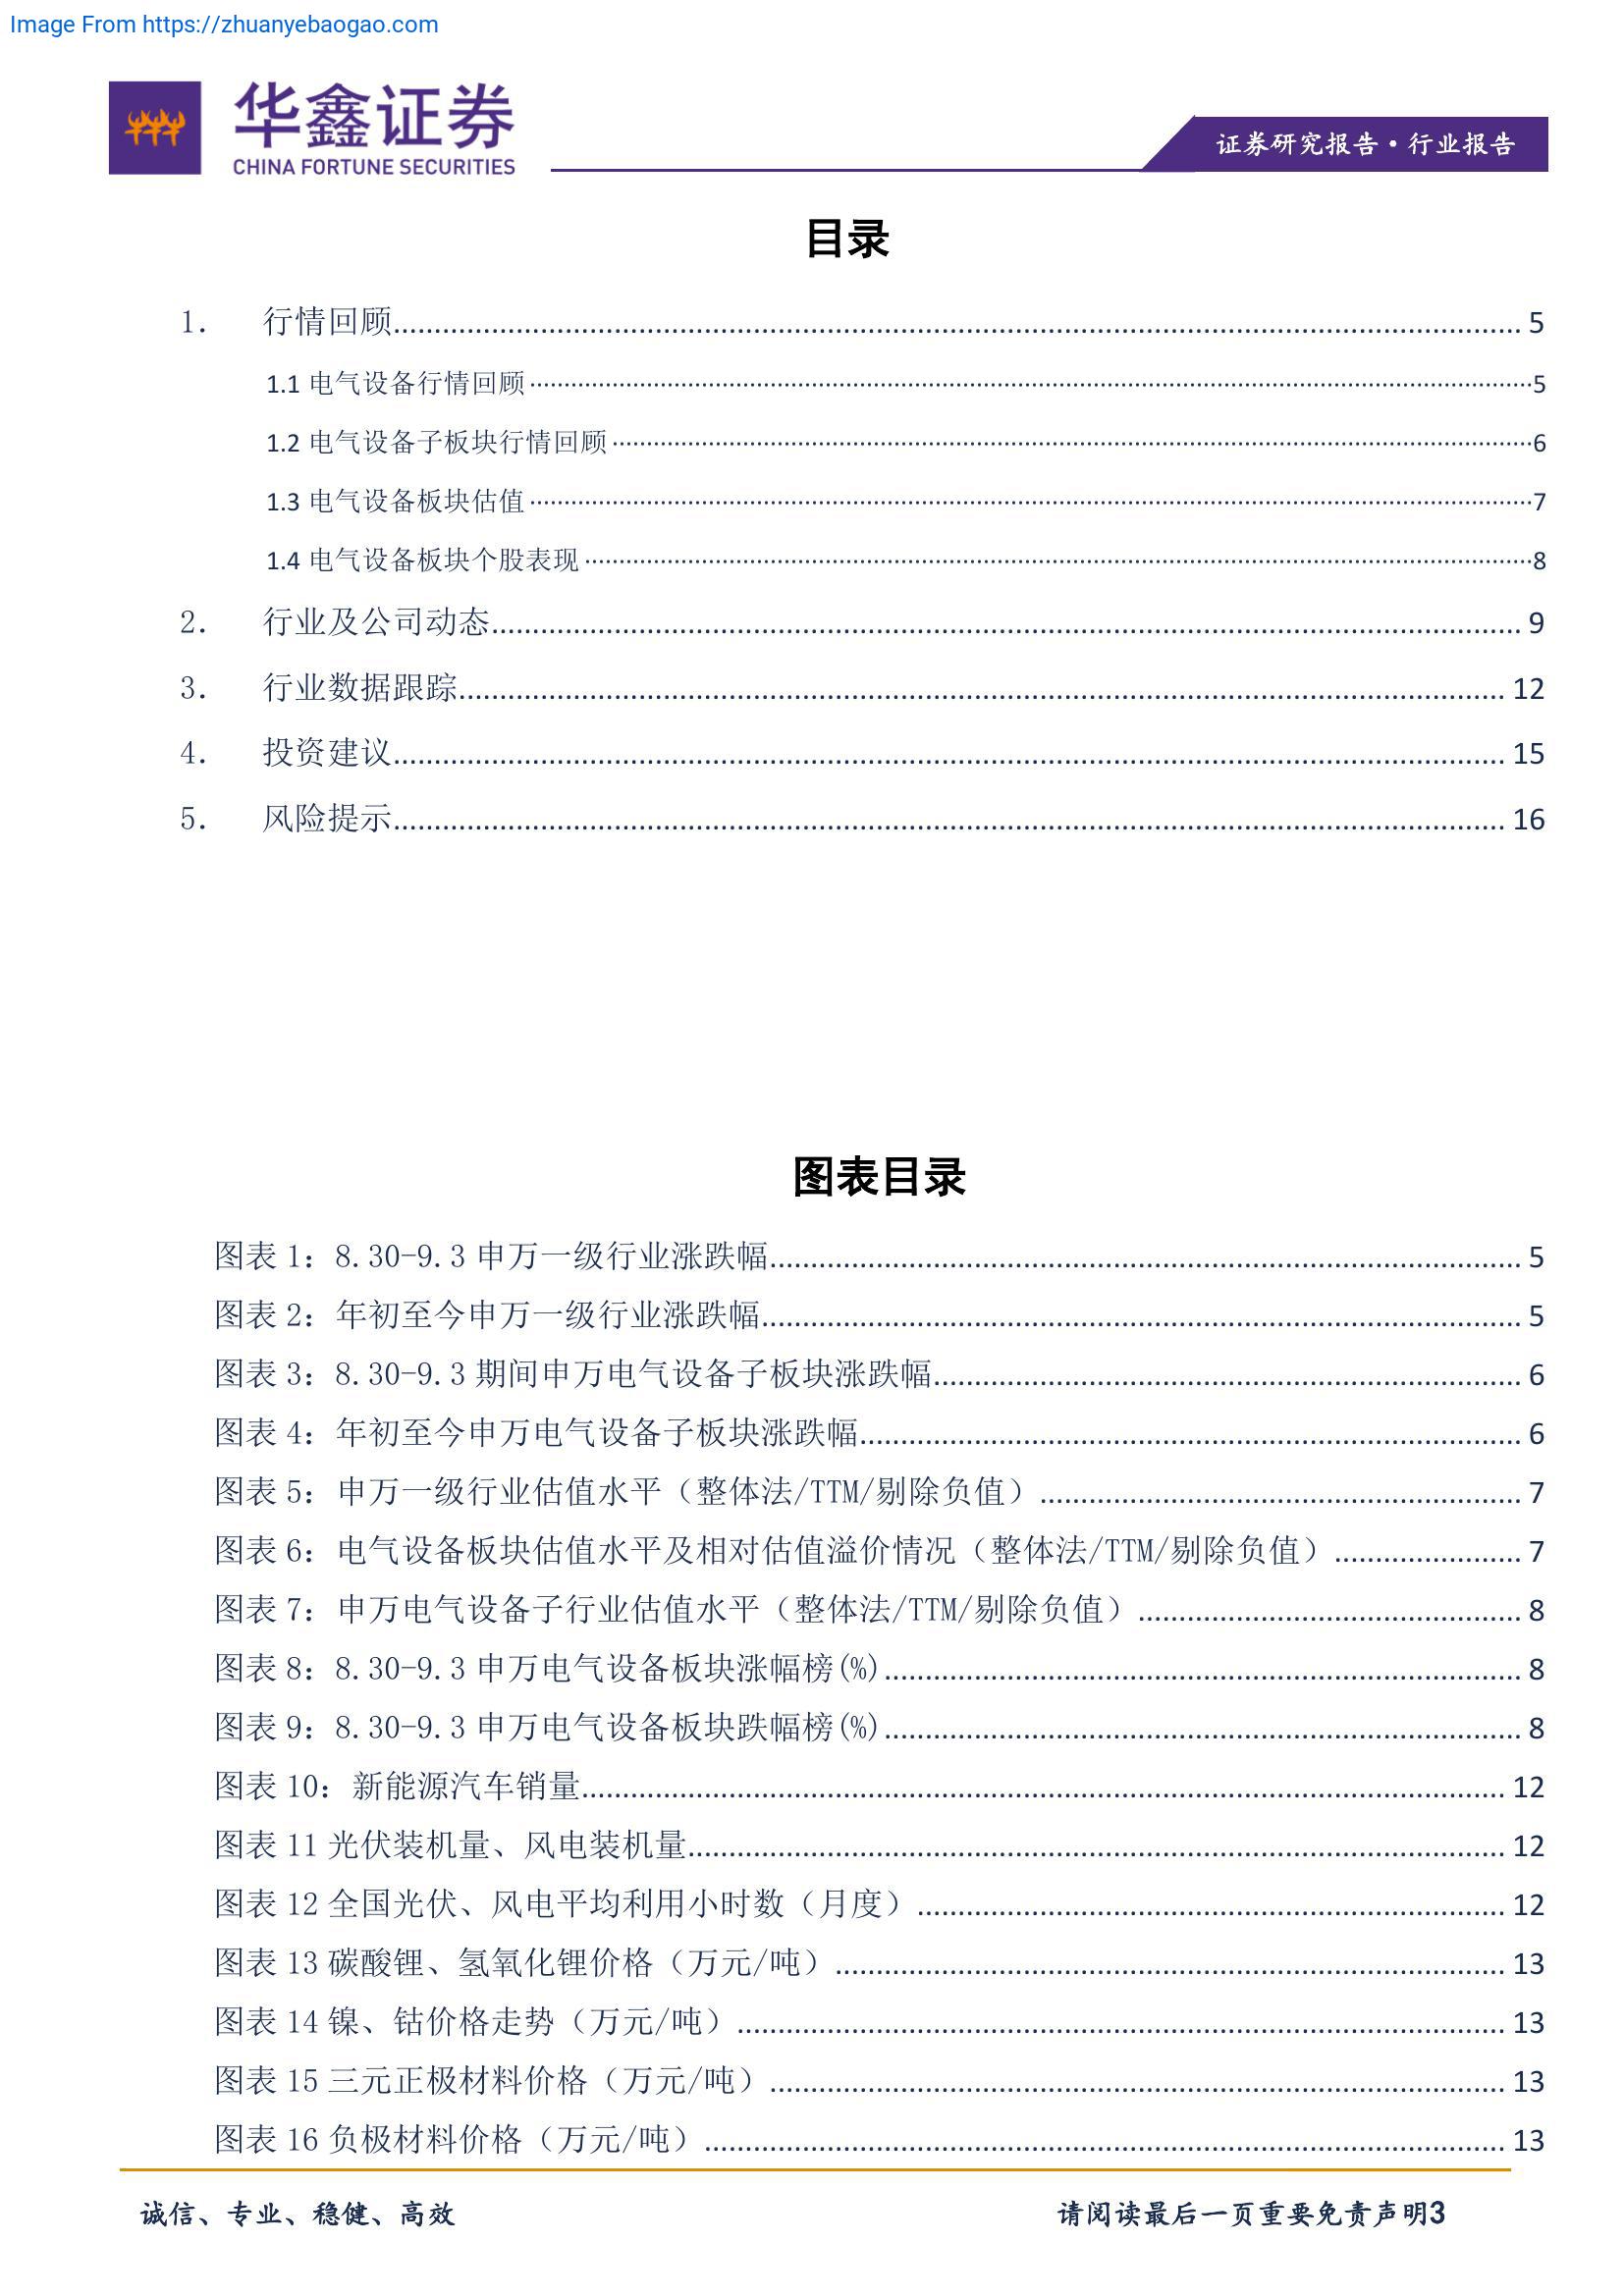 Image From https://zhuanyebaogao.com
华鑫证券
CHINA FORTUNE SECURITIES
证券研究报告·行业报告
目录
1. 行情回顾 5
1.1 电气设备行情回顾 5
1.2 电气设备子板块行情回顾 6
1.3 电气设备板块估值 7
1.4 电气设备板块个股表现 8
2. 行业及公司动态 9
3. 行业数据跟踪 12
4. 投资建议 15
5. 风险提示 16
图表目录
图表 1：8.30-9.3 申万一级行业涨跌幅 5
图表 2：年初至今申万一级行业涨跌幅 5
图表 3：8.30-9.3 期间申万电气设备子板块涨跌幅 6
图表 4：年初至今申万电气设备子板块涨跌幅 6
图表 5：申万一级行业估值水平（整体法/TTM/剔除负值） 7
图表 6：电气设备板块估值水平及相对估值溢价情况（整体法/TTM/剔除负值） 7
图表 7：申万电气设备子行业估值水平（整体法/TTM/剔除负值） 8
图表 8：8.30-9.3 申万电气设备板块涨幅榜(%) 8
图表 9：8.30-9.3 申万电气设备板块跌幅榜(%) 8
图表 10：新能源汽车销量 12
图表 11 光伏装机量、风电装机量 12
图表 12 全国光伏、风电平均利用小时数（月度） 12
图表 13 碳酸锂、氢氧化锂价格（万元/吨） 13
图表 14 镍、钴价格走势（万元/吨） 13
图表 15 三元正极材料价格（万元/吨） 13
图表 16 负极材料价格（万元/吨） 13
诚信、专业、稳健、高效
请阅读最后一页重要免责声明3